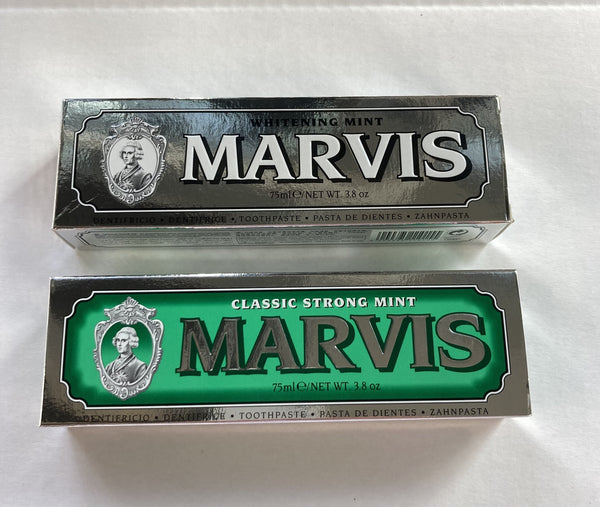 WHITENING MINT
MARVIS
75ml℮/NET WT. 3.8 oz
DENTIFRICIO • DENTIFRICE • TOOTHPASTE • PASTA DE DIENTES • ZAHNPASTA
CLASSIC STRONG MINT
MARVIS
75ml℮/NET WT. 3.8 oz
DENTIFRICIO • DENTIFRICE • TOOTHPASTE • PASTA DE DIENTES • ZAHNPASTA